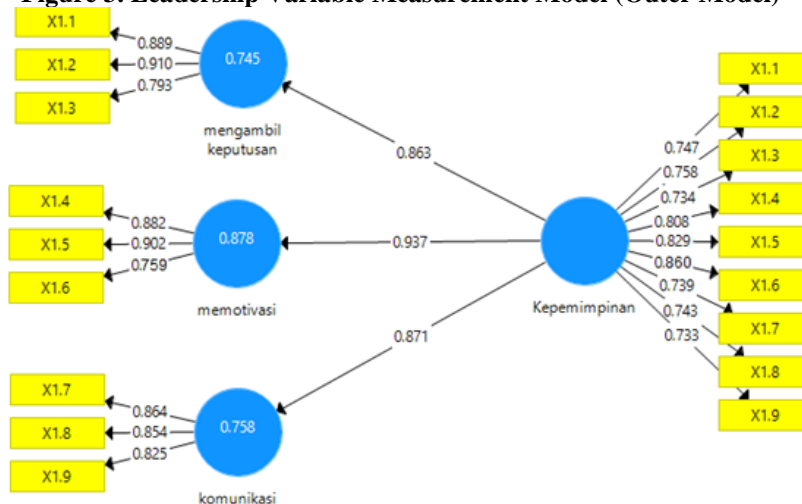 Figure 3. Leadership Variable Measurement Model (Outer Model)
X1.1
X1.2
X1.3
0.889
0.910
0.793
0.745
mengambil
keputusan
X1.4
X1.5
X1.6
0.882
0.902
0.759
0.878
memotivasi
X1.7
X1.8
X1.9
0.864
0.854
0.825
0.758
komunikasi
0.863
0.937
0.871
Kepemimpinan
0.747
0.758
0.734
0.808
0.829
0.860
0.739
0.743
0.733
X1.1
X1.2
X1.3
X1.4
X1.5
X1.6
X1.7
X1.8
X1.9